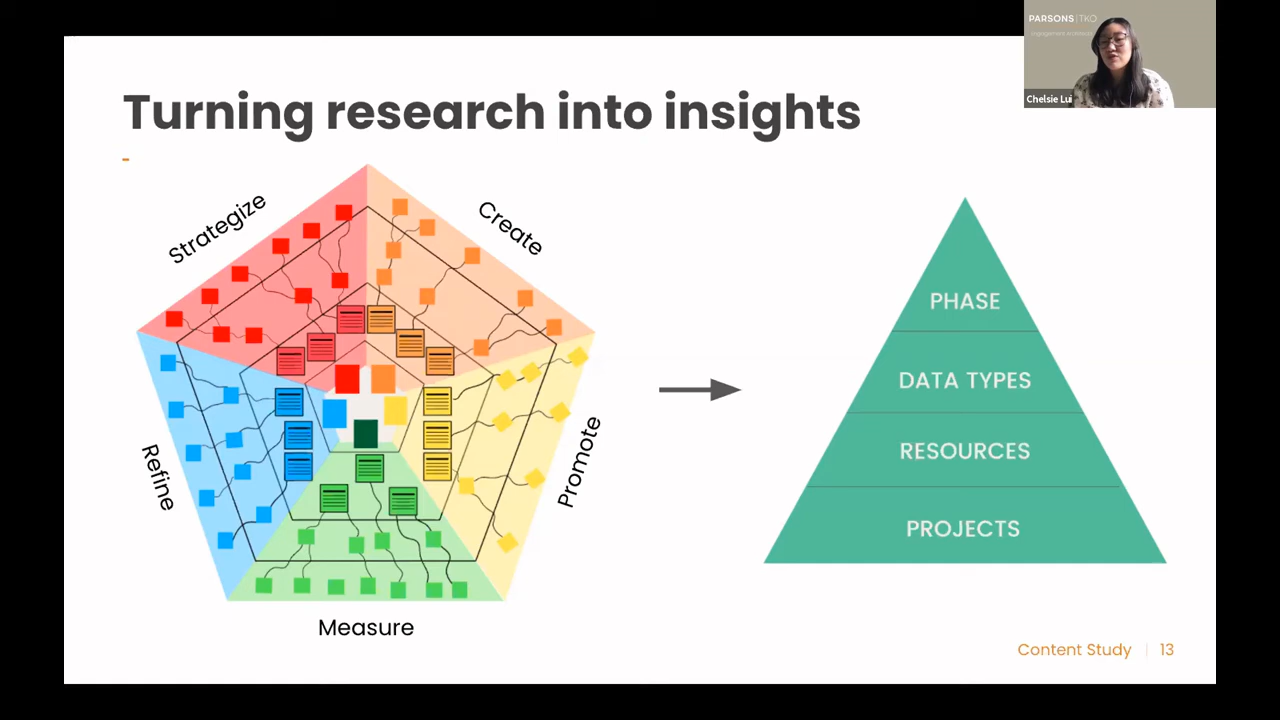 PARSONS|TKO
Chelsie Lui
Turning research into insights
Strategize
Create
Refine
Promote
Measure
PHASE
DATA TYPES
RESOURCES
PROJECTS
Content Study | 13